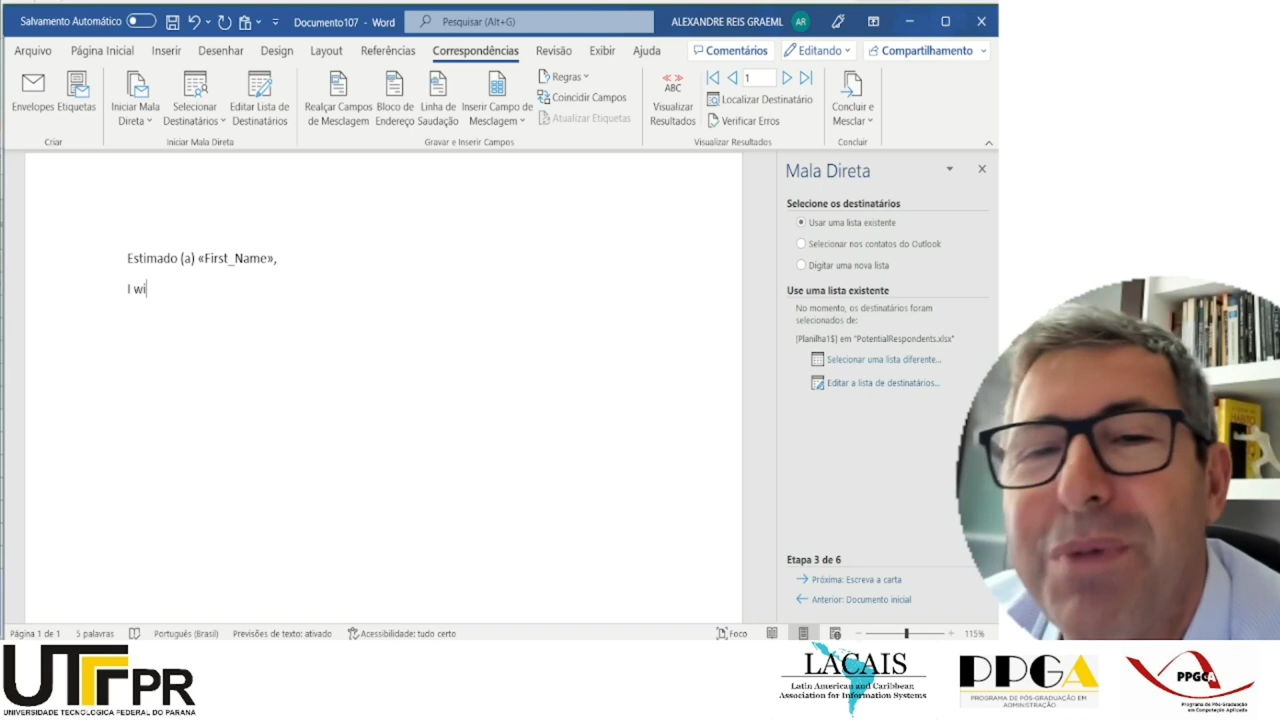 Salvamento Automático
Documento107 - Word
Pesquisar (Alt+G)
ALEXANDRE REIS GRAEML
AR
Arquivo
Página Inicial
Inserir
Desenhar
Design
Layout
Referências
Correspondências
Revisão
Exibir
Ajuda
Comentários
Editando
Compartilhamento
Envelopes
Etiquetas
Criar
Iniciar Mala
Direta
Selecionar
Destinatários
Editar Lista de
Destinatários
Iniciar Mala Direta
Realçar Campos
de Mesclagem
Bloco de
Endereço
Linha de
Saudação
Inserir Campo de
Mesclagem
Regras
Coincidir Campos
Atualizar Etiquetas
Gravar e Inserir Campos
ABC
Visualizar
Resultados
1
Localizar Destinatário
Verificar Erros
Visualizar Resultados
Concluir e
Mesclar
Concluir
Estimado (a) «First_Name»,
I wi
Mala Direta
Selecione os destinatários
Usar uma lista existente
Selecionar nos contatos do Outlook
Digitar uma nova lista
Use uma lista existente
No momento, os destinatários foram
selecionados de:
[Planilha1$] em "PotentialRespondents.xlsx"
Selecionar uma lista diferente...
Editar a lista de destinatários...
Etapa 3 de 6
Próxima: Escreva a carta
Anterior: Documento inicial
Página 1 de 1
5 palavras
Português (Brasil)
Previsões de texto: ativado
Acessibilidade: tudo certo
Foco
115%
UTFPR
UNIVERSIDADE TECNOLÓGICA FEDERAL DO PARANÁ
LACAIS
Latin American and Caribbean
Association for Information Systems
PPGA
PROGRAMA DE PÓS-GRADUAÇÃO EM
ADMINISTRAÇÃO
PPGCA
Programa de Pós-Graduação
em Computação Aplicada